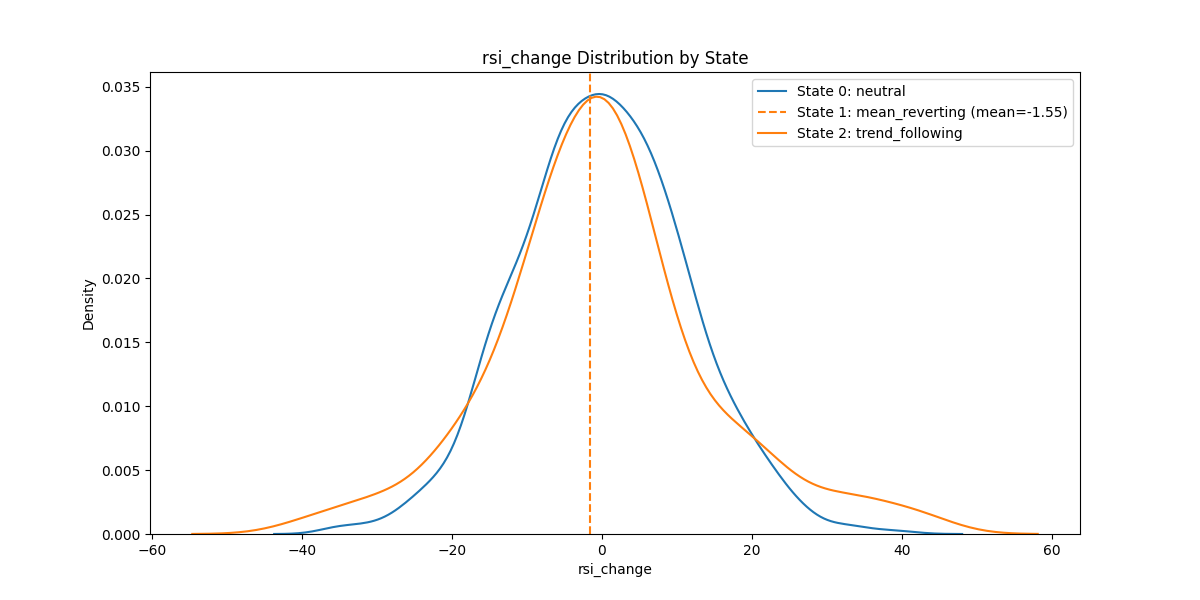 rsi_change Distribution by State
State 0: neutral
State 1: mean_reverting (mean=-1.55)
State 2: trend_following
0.035
0.030
0.025
0.020
0.015
0.010
0.005
0.000
Density
−60
−40
−20
0
20
40
60
rsi_change